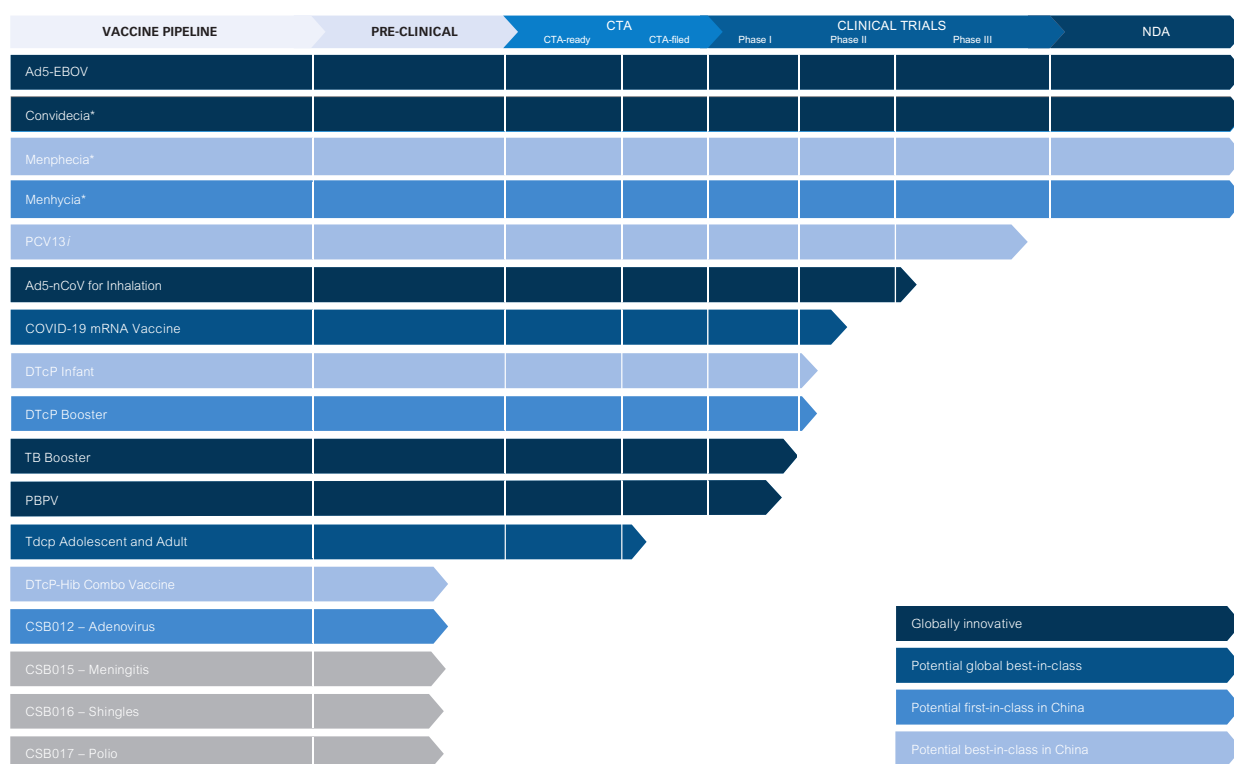 VACCINE PIPELINE PRE-CLINICAL CTA CLINICAL TRIALS NDA
CTA-ready CTA-filed Phase I Phase II Phase III
Ad5-EBOV
Convidecia*
Menphecia*
Menhycia*
PCV13i
Ad5-nCoV for Inhalation
COVID-19 mRNA Vaccine
DTcP Infant
DTcP Booster
TB Booster
PBPV
Tdcp Adolescent and Adult
DTcP-Hib Combo Vaccine
CSB012 – Adenovirus
CSB015 – Meningitis
CSB016 – Shingles
CSB017 – Polio
Globally innovative
Potential global best-in-class
Potential first-in-class in China
Potential best-in-class in China